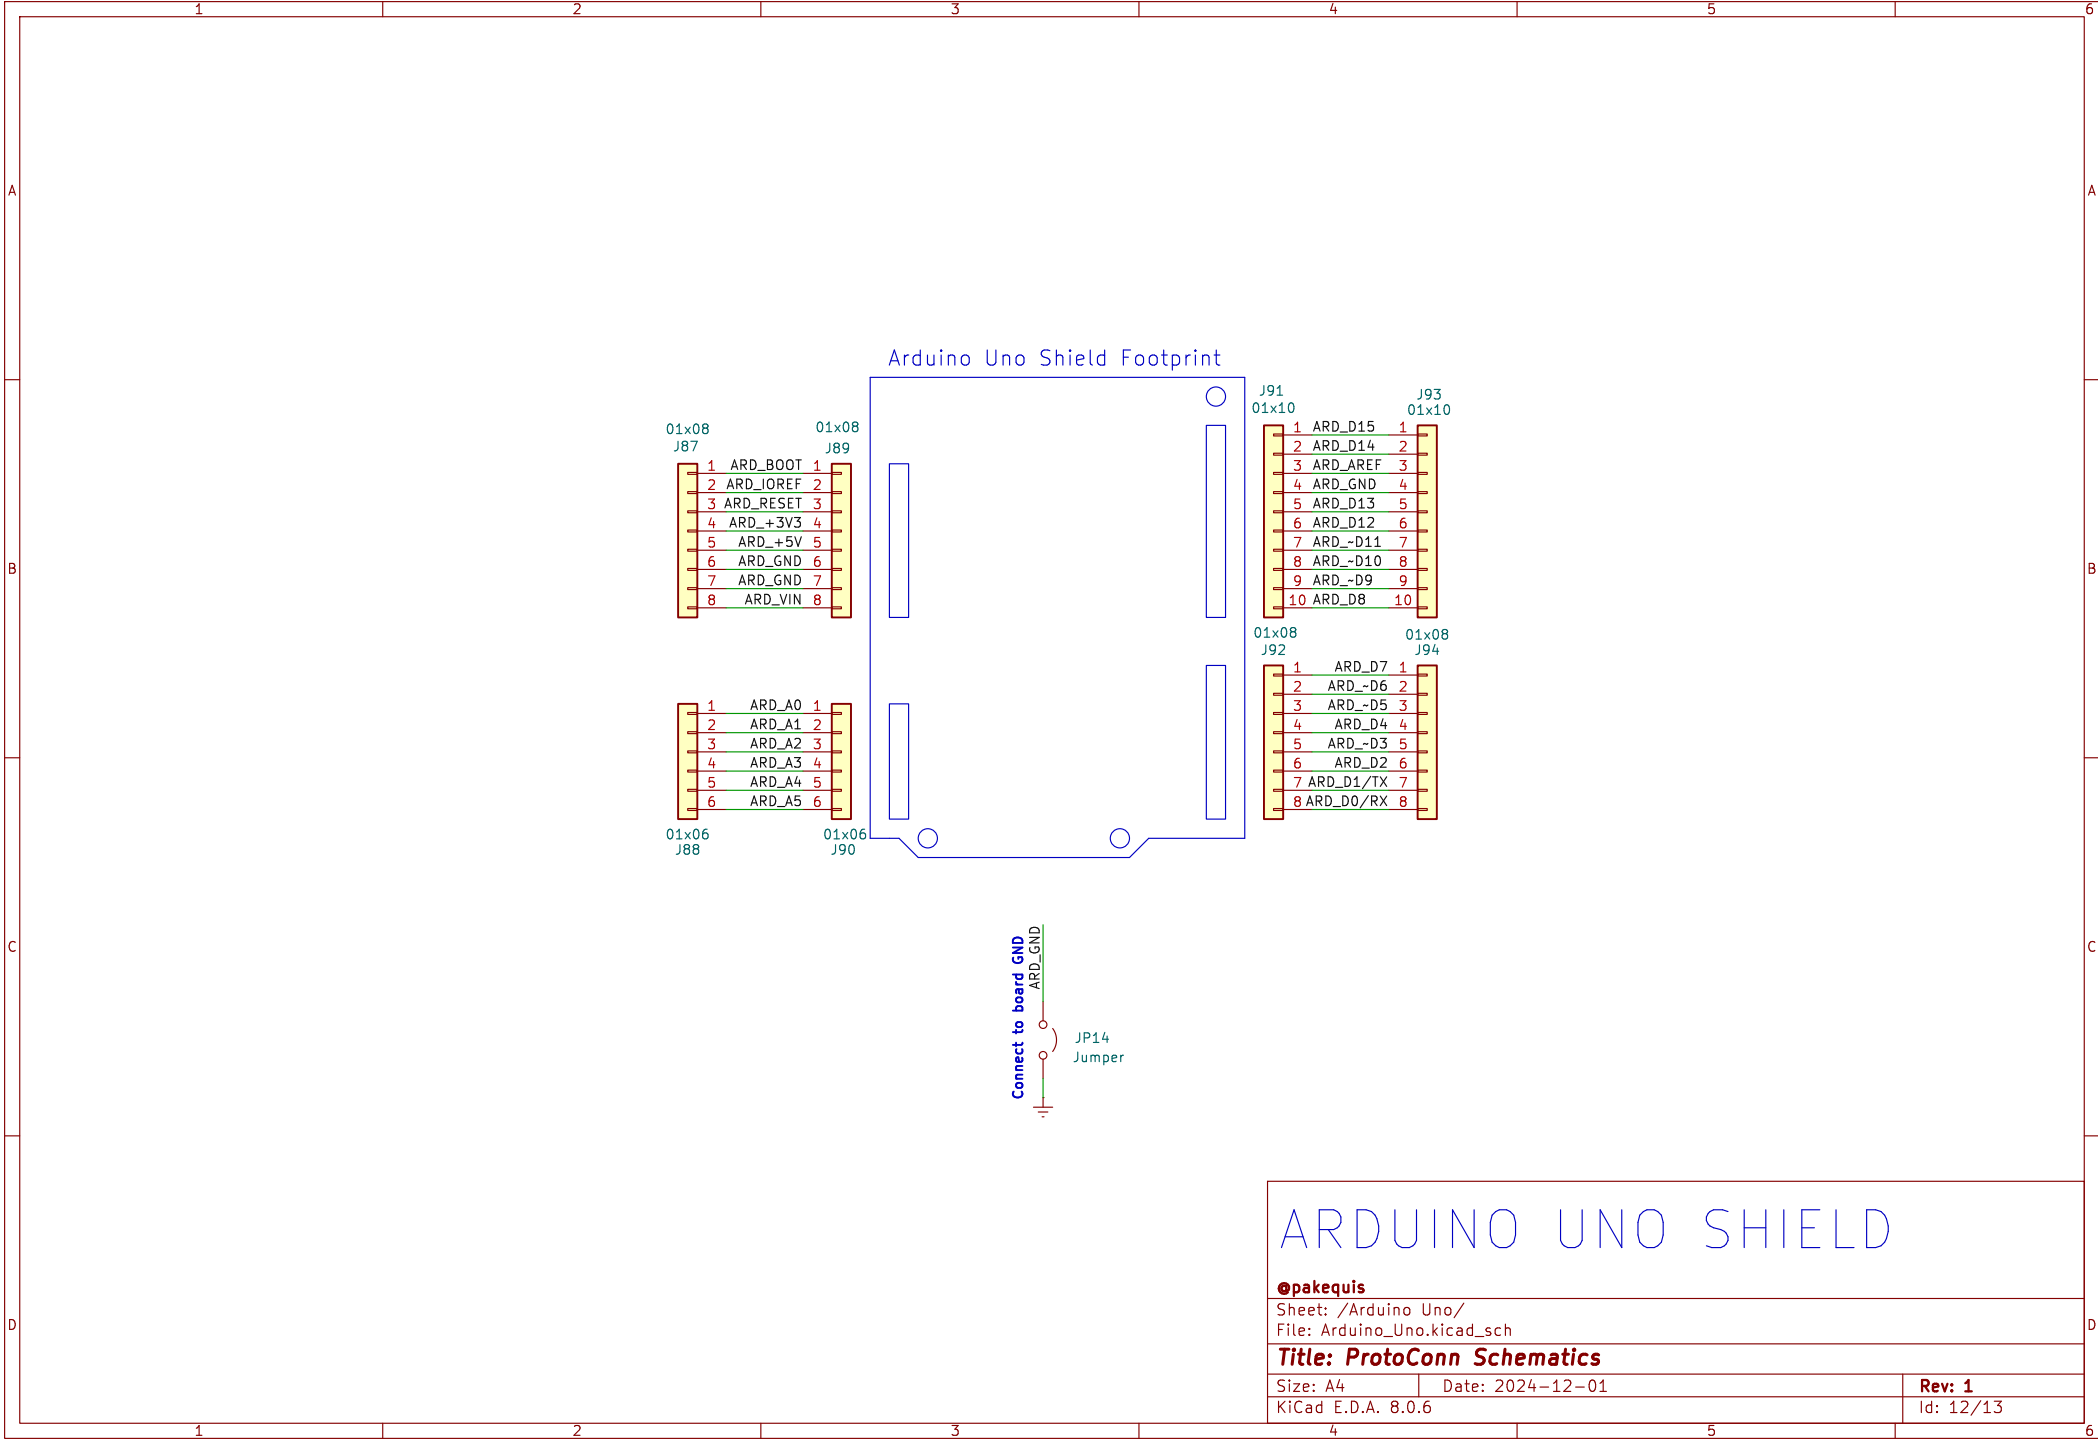 1 2 3 4 5 6
A A
B B
C C
D D
Arduino Uno Shield Footprint
01x08
J87
1 ARD_BOOT 1
2 ARD_IOREF 2
3 ARD_RESET 3
4 ARD_+3V3 4
5 ARD_+5V 5
6 ARD_GND 6
7 ARD_GND 7
8 ARD_VIN 8
01x08
J89
1 ARD_A0 1
2 ARD_A1 2
3 ARD_A2 3
4 ARD_A3 4
5 ARD_A4 5
6 ARD_A5 6
01x06
J88
01x06
J90
J91
01x10
J93
01x10
1 ARD_D15 1
2 ARD_D14 2
3 ARD_AREF 3
4 ARD_GND 4
5 ARD_D13 5
6 ARD_D12 6
7 ARD_~D11 7
8 ARD_~D10 8
9 ARD_~D9 9
10 ARD_D8 10
01x08
J92
01x08
J94
1 ARD_D7 1
2 ARD_~D6 2
3 ARD_~D5 3
4 ARD_D4 4
5 ARD_~D3 5
6 ARD_D2 6
7 ARD_D1/TX 7
8 ARD_D0/RX 8
Connect to board GND
ARD_GND
JP14
Jumper
ARDUINO UNO SHIELD
@pakequis
Sheet: /Arduino Uno/
File: Arduino_Uno.kicad_sch
Title: ProtoConn Schematics
Size: A4 Date: 2024-12-01 Rev: 1
KiCad E.D.A. 8.0.6 Id: 12/13
1 2 3 4 5 6